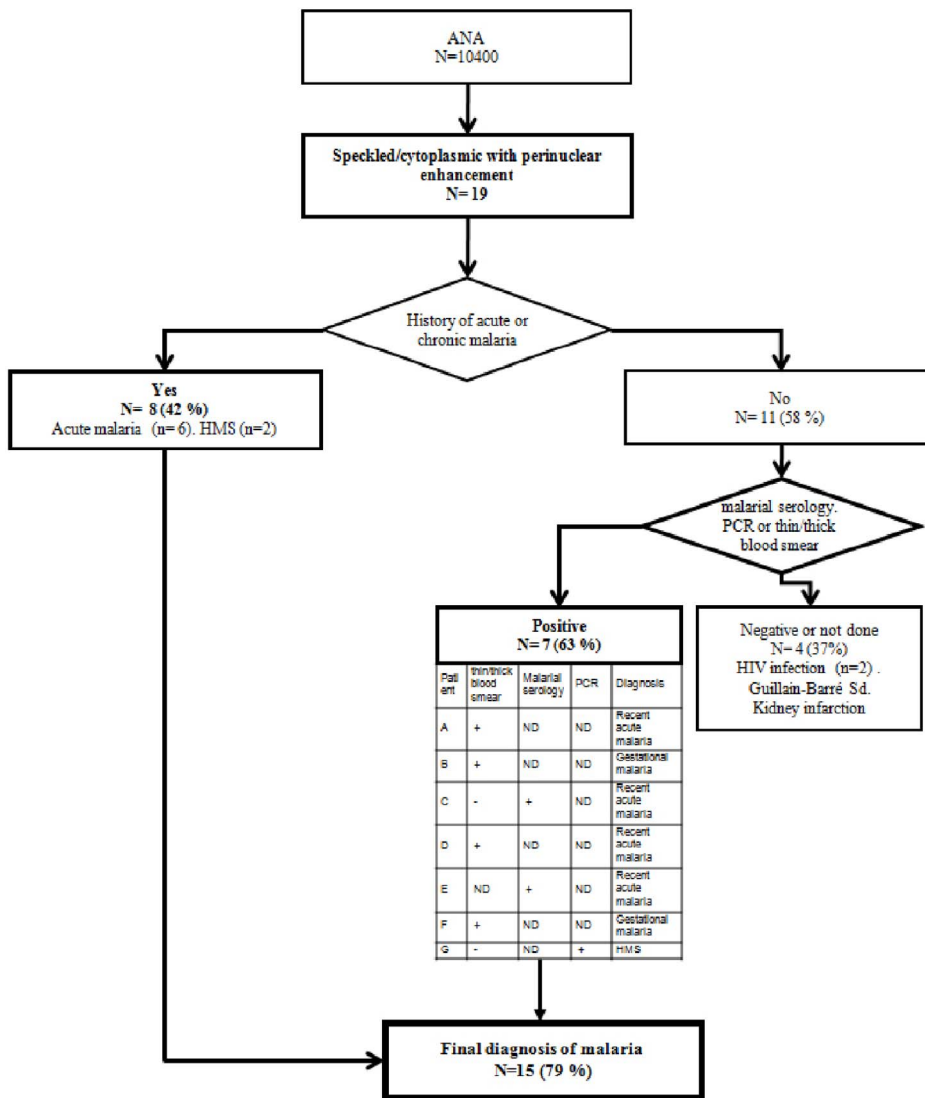 ANA
N=10400
Speckled/cytoplasmic with perinuclear
enhancement
N= 19
History of acute or
chronic malaria
Yes
N= 8 (42 %)
Acute malaria (n= 6). HMS (n=2)
No
N= 11 (58 %)
malarial serology.
PCR or thin/thick
blood smear
Positive
N= 7 (63 %)
Negative or not done
N= 4 (37%)
HIV infection (n=2) .
Guillain-Barré Sd.
Kidney infarction
Pati
ent
thin/thick
blood
smear
Malarial
serology
PCR
Diagnosis
A + ND ND Recent
acute
malaria
B + ND ND Gestational
malaria
C - + ND Recent
acute
malaria
D + ND ND Recent
acute
malaria
E ND + ND Recent
acute
malaria
F + ND ND Gestational
malaria
G - ND + HMS
Final diagnosis of malaria
N=15 (79 %)